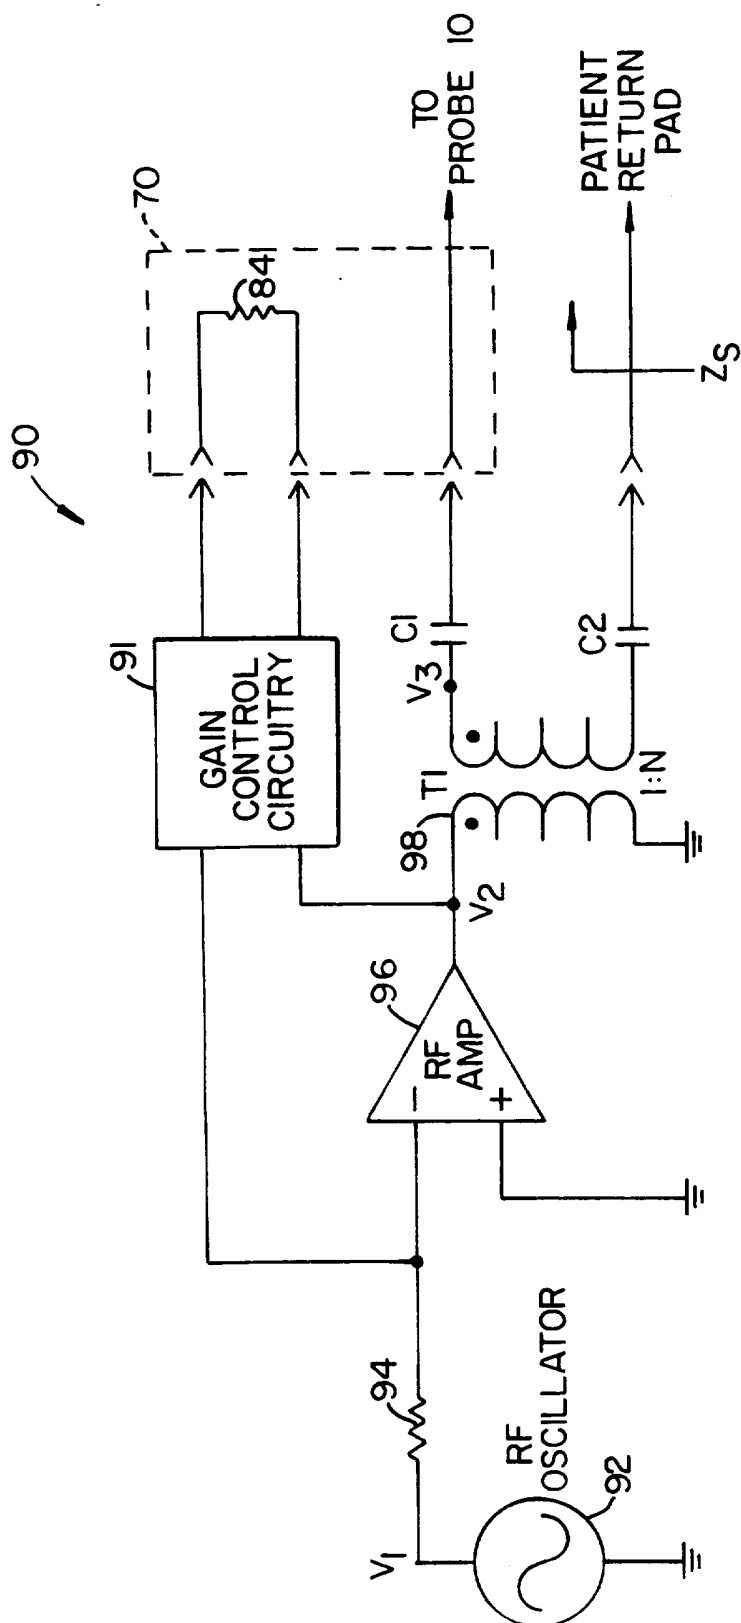 90
70
91
GAIN
CONTROL
CIRCUITRY
84
TO
PROBE 10
PATIENT
RETURN
PAD
ZS
V3
C1
C2
T1
98
1:N
V2
96
RF
AMP
−
+
94
V1
RF
OSCILLATOR
92